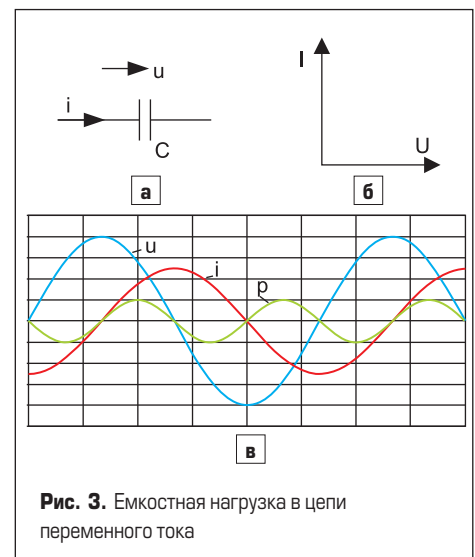 u
i
C
I
U
а
б
u
i
p
в
Рис. 3. Емкостная нагрузка в цепи
переменного тока